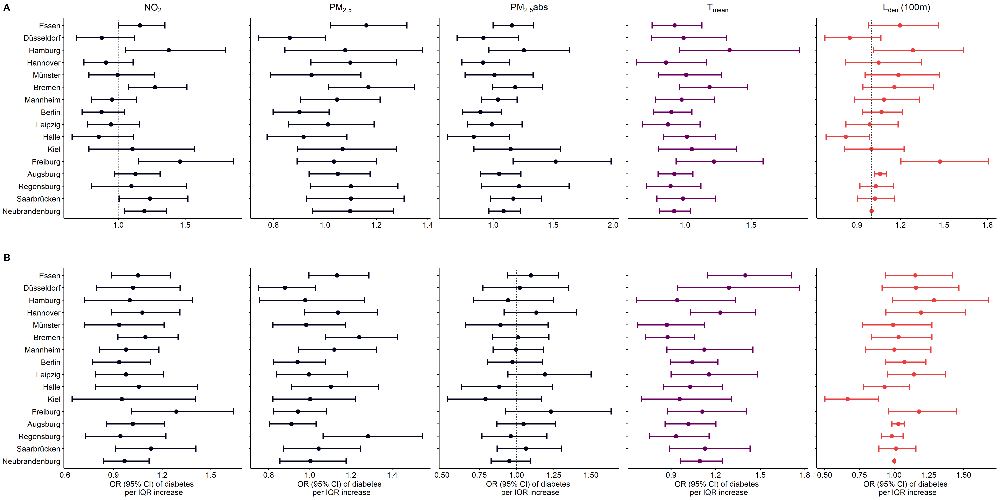 A
NO2 PM2.5 PM2.5abs Tmean Lden (100m)
Essen
Düsseldorf
Hamburg
Hannover
Münster
Bremen
Mannheim
Berlin
Leipzig
Halle
Kiel
Freiburg
Augsburg
Regensburg
Saarbrücken
Neubrandenburg
1.0 1.5 0.8 1.0 1.2 1.4 1.0 1.5 2.0 1.0 1.5 0.9 1.2 1.5 1.8
B
Essen
Düsseldorf
Hamburg
Hannover
Münster
Bremen
Mannheim
Berlin
Leipzig
Halle
Kiel
Freiburg
Augsburg
Regensburg
Saarbrücken
Neubrandenburg
0.6 0.9 1.2 1.5 0.8 1.0 1.2 1.4 0.50 0.75 1.00 1.25 1.50 0.9 1.2 1.5 1.8 0.50 0.75 1.00 1.25 1.50
OR (95% CI) of diabetes OR (95% CI) of diabetes OR (95% CI) of diabetes OR (95% CI) of diabetes OR (95% CI) of diabetes
per IQR increase per IQR increase per IQR increase per IQR increase per IQR increase